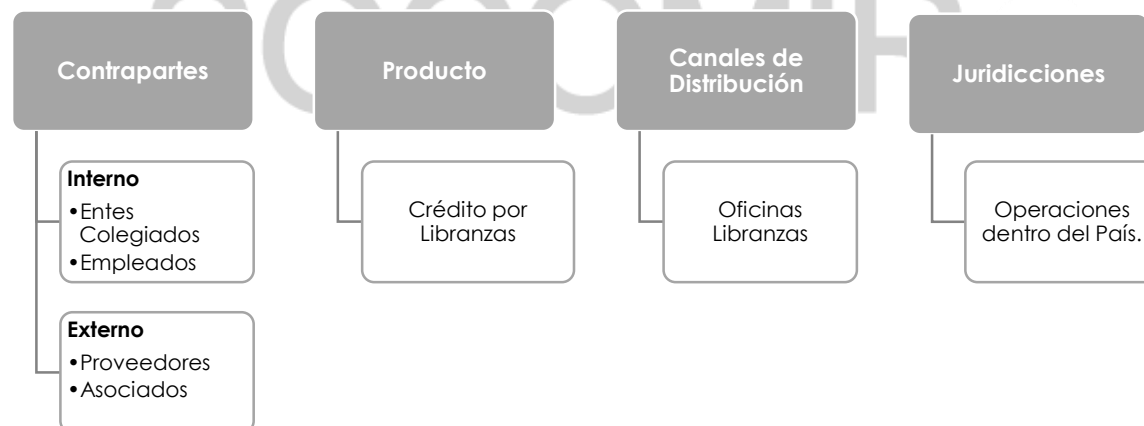 Contrapartes
Interno
•Entes
Colegiados
•Empleados
Externo
•Proveedores
•Asociados
Producto
Crédito por
Libranzas
Canales de
Distribución
Oficinas
Libranzas
Juridicciones
Operaciones
dentro del País.